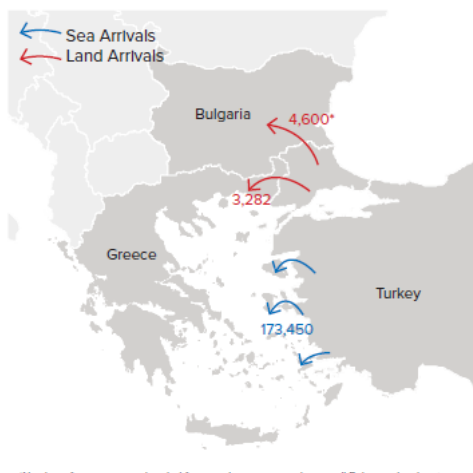 Sea Arrivals
Land Arrivals
Bulgaria
4,600*
3,282
Greece
Turkey
173,450